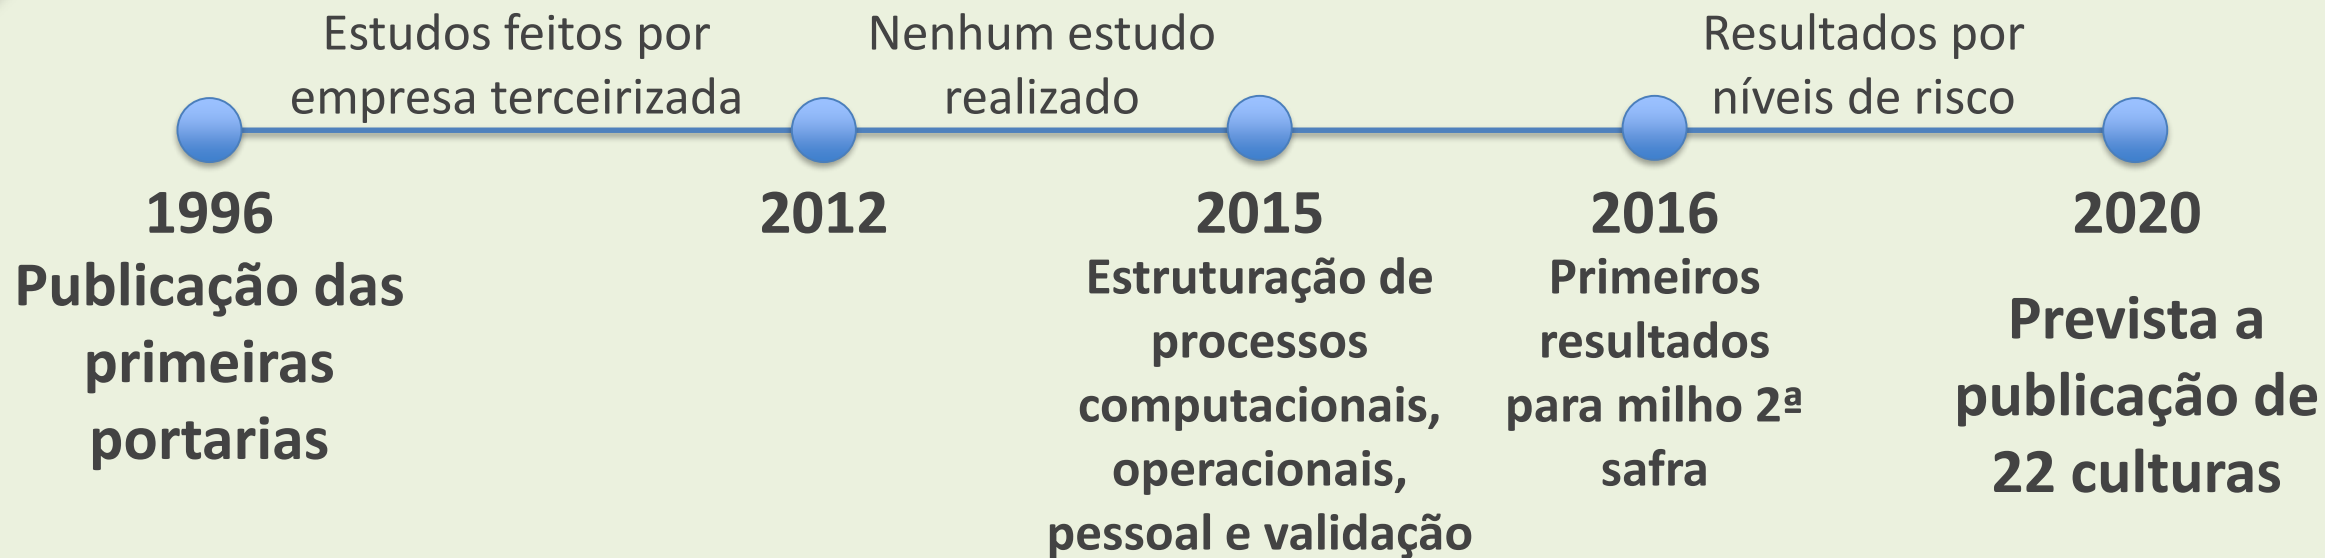 Estudos feitos por
empresa terceirizada
Nenhum estudo
realizado
Resultados por
níveis de risco
1996
Publicação das
primeiras
portarias
2012
2015
Estruturação de
processos
computacionais,
operacionais,
pessoal e validação
2016
Primeiros
resultados
para milho 2ª
safra
2020
Prevista a
publicação de
22 culturas